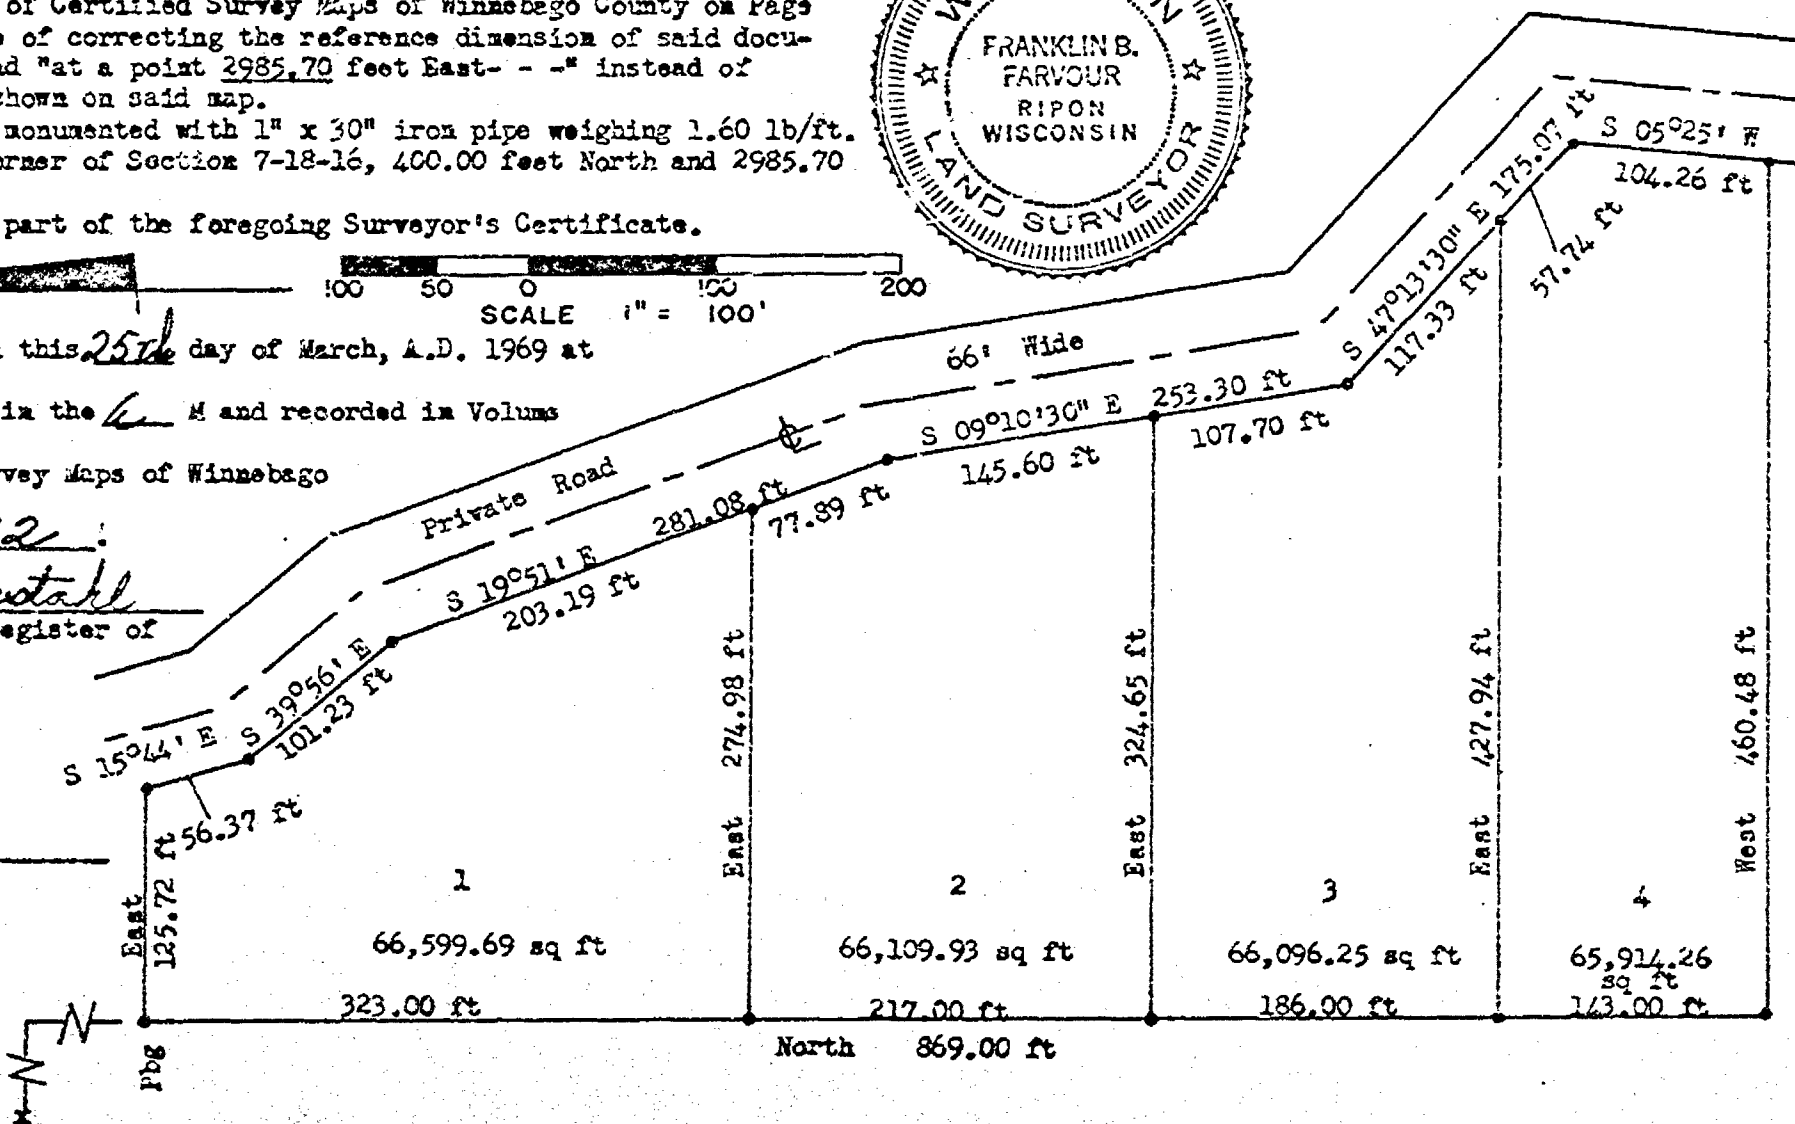 of Certified Survey Maps of Winnebago County on Page
of correcting the reference dimension of said docu-
"at a point 2985.70 feet East- - -" instead of
shown on said map.
monumented with 1" x 30" iron pipe weighing 1.60 lb/ft.
orner of Section 7-18-16, 400.00 feet North and 2985.70
part of the foregoing Surveyor's Certificate.
FRANKLIN B.
FARVOUR
RIPON
WISCONSIN
LAND SURVEYOR
100 50 0 100 200
SCALE 1" = 100'
this 25th day of March, A.D. 1969 at
in the M and recorded in Volume
vey Maps of Winnebago
2
egister of
Private Road
66' Wide
S 15°44' E
56.37 ft
S 39°56' E
101.23 ft
S 19°51' E
281.08 ft
203.19 ft
77.89 ft
S 09°10'30" E
253.30 ft
145.60 ft
107.70 ft
S 47°13'30" E 175.07 ft
117.33 ft
57.74 ft
S 05°25' W
104.26 ft
East 125.72 ft
East 274.98 ft
East 324.65 ft
East 427.94 ft
West 460.48 ft
1
66,599.69 sq ft
323.00 ft
2
66,109.93 sq ft
217.00 ft
3
66,096.25 sq ft
186.00 ft
4
65,914.26
sq ft
143.00 ft
North 869.00 ft
Pbg
N